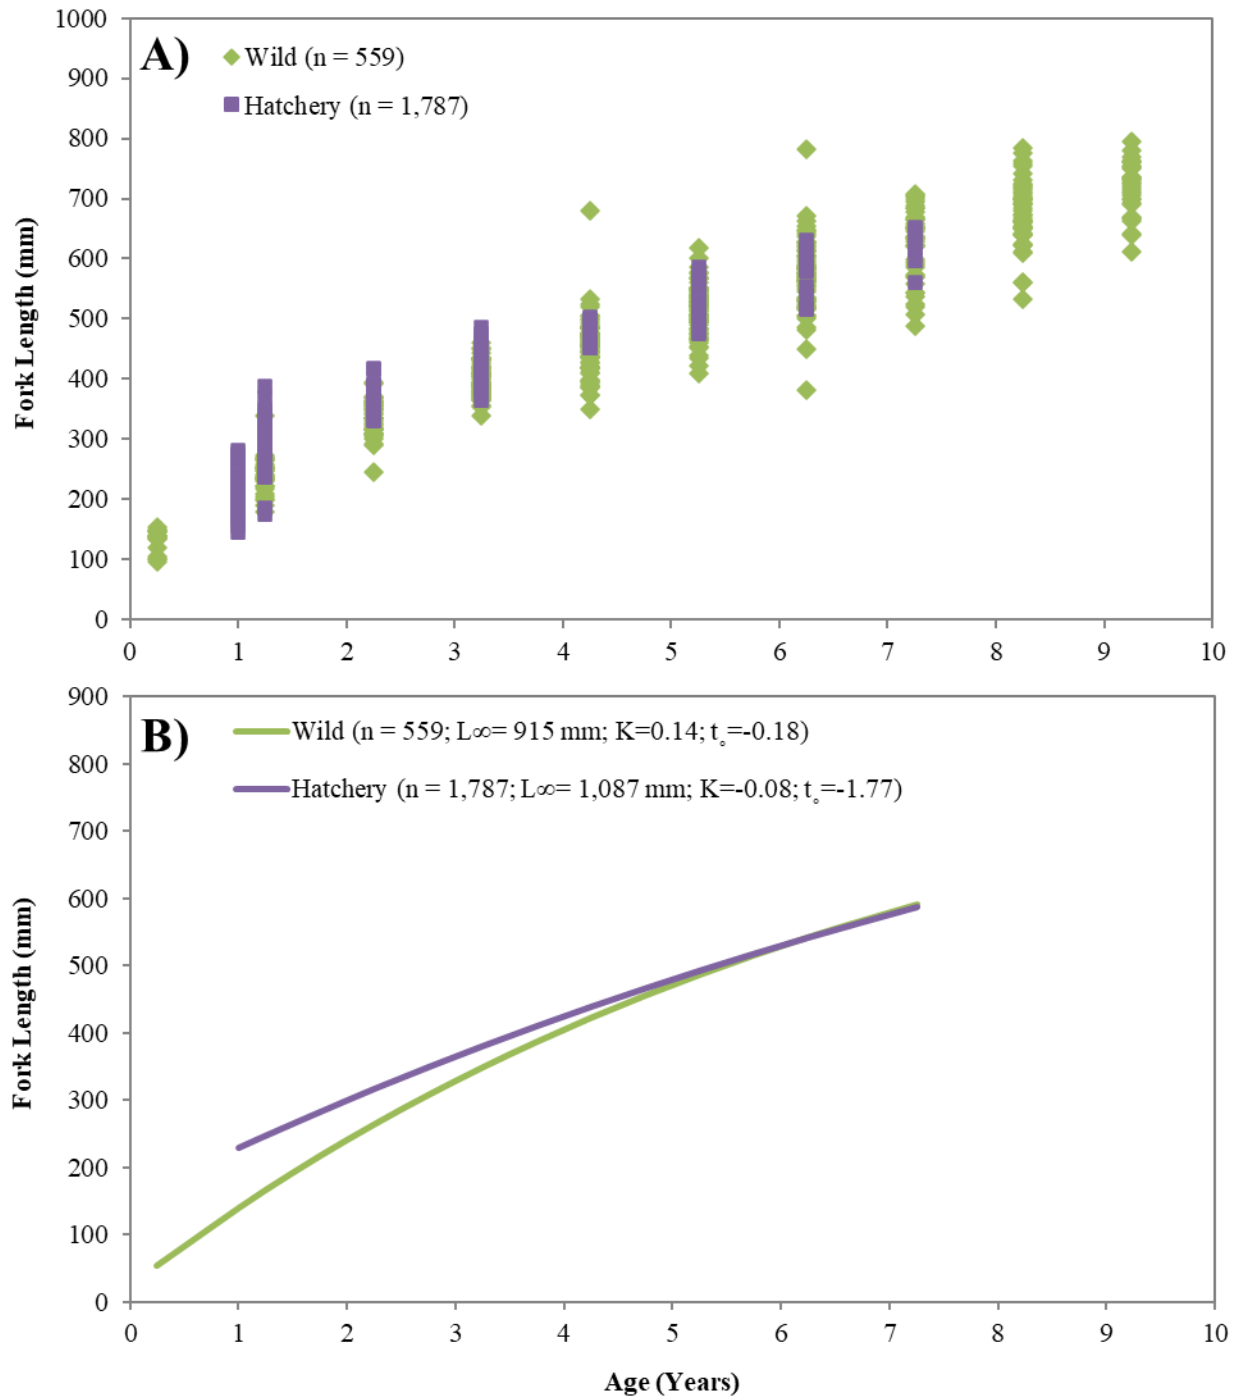 A)
Wild (n = 559)
Hatchery (n = 1,787)
Fork Length (mm)
1000
900
800
700
600
500
400
300
200
100
0
0 1 2 3 4 5 6 7 8 9 10
B)
Wild (n = 559; L∞= 915 mm; K=0.14; t₀=-0.18)
Hatchery (n = 1,787; L∞= 1,087 mm; K=-0.08; t₀=-1.77)
Fork Length (mm)
900
800
700
600
500
400
300
200
100
0
0 1 2 3 4 5 6 7 8 9 10
Age (Years)